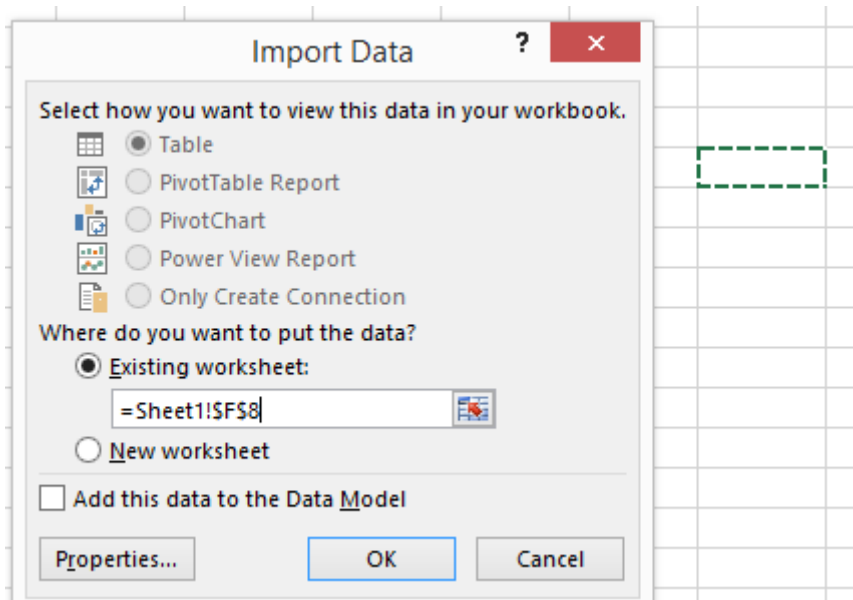 Import Data
?
Select how you want to view this data in your workbook.
Table
PivotTable Report
PivotChart
Power View Report
Only Create Connection
Where do you want to put the data?
Existing worksheet:
=Sheet1!$F$8
New worksheet
Add this data to the Data Model
Properties... OK Cancel